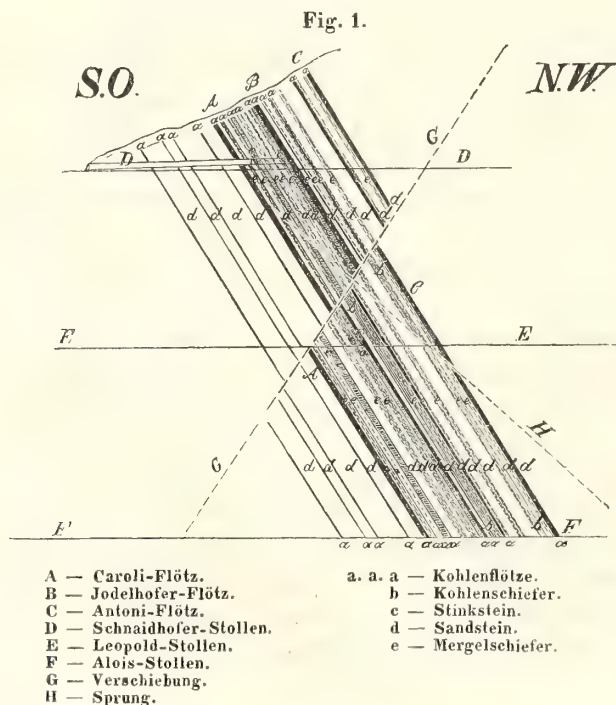 Fig. 1.
S.O.
N.W.
A
B
C
G
D
D
E
E
A
C
G
H
F
F
A — Caroli-Flötz.
B — Jodelhofer-Flötz.
C — Antoni-Flötz.
D — Schnaidhofer-Stollen.
E — Leopold-Stollen.
F — Alois-Stollen.
G — Verschiebung.
H — Sprung.
a. a. a — Kohlenflötze.
b — Kohlenschiefer.
c — Stinkstein.
d — Sandstein.
e — Mergelschiefer.